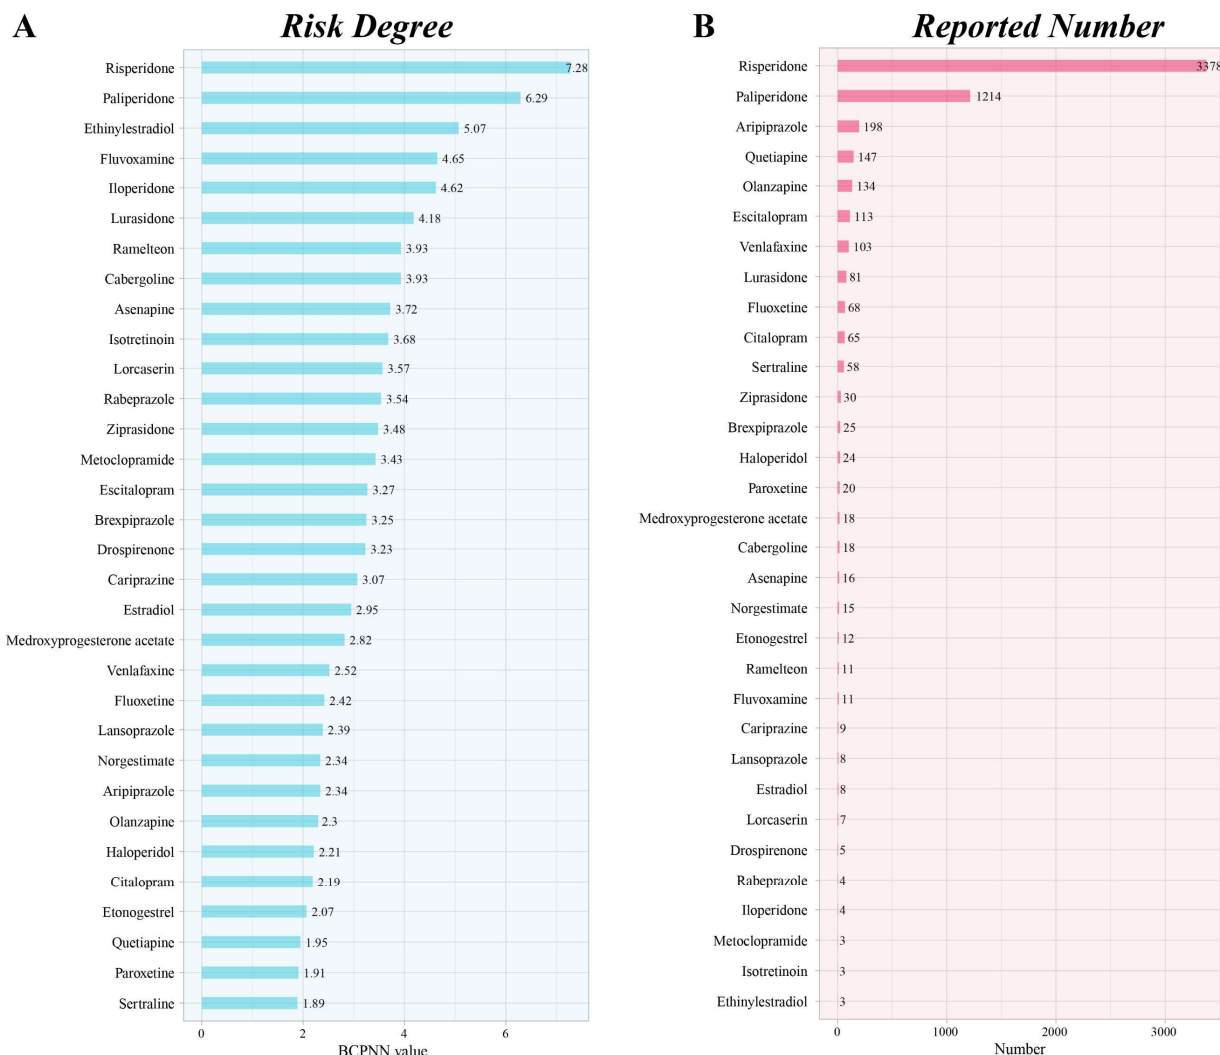 A
Risk Degree
Risperidone 7.28
Paliperidone 6.29
Ethinylestradiol 5.07
Fluvoxamine 4.65
Iloperidone 4.62
Lurasidone 4.18
Ramelteon 3.93
Cabergoline 3.93
Asenapine 3.72
Isotretinoin 3.68
Lorcaserin 3.57
Rabeprazole 3.54
Ziprasidone 3.48
Metoclopramide 3.43
Escitalopram 3.27
Brexpiprazole 3.25
Drospirenone 3.23
Cariprazine 3.07
Estradiol 2.95
Medroxyprogesterone acetate 2.82
Venlafaxine 2.52
Fluoxetine 2.42
Lansoprazole 2.39
Norgestimate 2.34
Aripiprazole 2.34
Olanzapine 2.3
Haloperidol 2.21
Citalopram 2.19
Etonogestrel 2.07
Quetiapine 1.95
Paroxetine 1.91
Sertraline 1.89
0 2 4 6
BCPNN value
B
Reported Number
Risperidone 3378
Paliperidone 1214
Aripiprazole 198
Quetiapine 147
Olanzapine 134
Escitalopram 113
Venlafaxine 103
Lurasidone 81
Fluoxetine 68
Citalopram 65
Sertraline 58
Ziprasidone 30
Brexpiprazole 25
Haloperidol 24
Paroxetine 20
Medroxyprogesterone acetate 18
Cabergoline 18
Asenapine 16
Norgestimate 15
Etonogestrel 12
Ramelteon 11
Fluvoxamine 11
Cariprazine 9
Lansoprazole 8
Estradiol 8
Lorcaserin 7
Drospirenone 5
Rabeprazole 4
Iloperidone 4
Metoclopramide 3
Isotretinoin 3
Ethinylestradiol 3
0 1000 2000 3000
Number